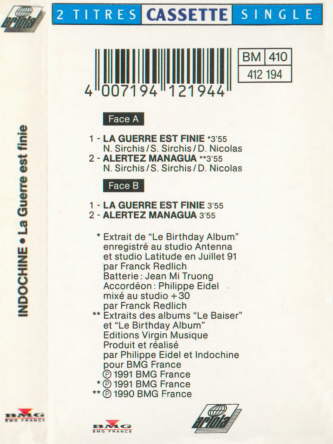 ariola
2 TITRES CASSETTE SINGLE
BM 410
412 194
4 007194 121944
Face A
1 - LA GUERRE EST FINIE *3'55
N. Sirchis / S. Sirchis / D. Nicolas
2 - ALERTEZ MANAGUA **3'55
N. Sirchis / S. Sirchis / D. Nicolas
Face B
1 - LA GUERRE EST FINIE 3'55
2 - ALERTEZ MANAGUA 3'55
* Extrait de "Le Birthday Album"
enregistré au studio Antenna
et studio Latitude en Juillet 91
par Franck Redlich
Batterie : Jean Mi Truong
Accordéon : Philippe Eidel
mixé au studio +30
par Franck Redlich
** Extraits des albums "Le Baiser"
et "Le Birthday Album"
Editions Virgin Musique
Produit et réalisé
par Philippe Eidel et Indochine
pour BMG France
℗ 1991 BMG France
* ℗ 1991 BMG France
** ℗ 1990 BMG France
INDOCHINE • La Guerre est finie
BMG
BMG FRANCE
BMG
BMG FRANCE
ariola